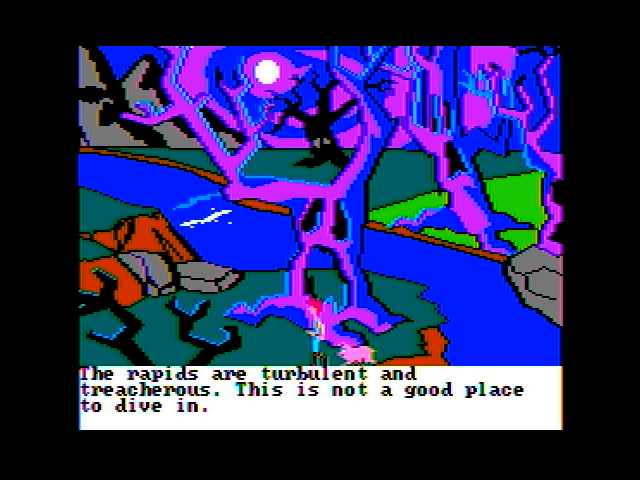 The rapids are turbulent and
treacherous. This is not a good place
to dive in.